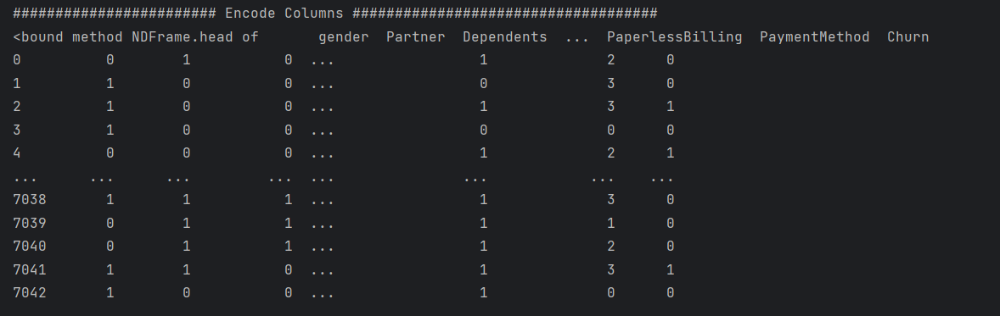 ######################## Encode Columns ####################################
<bound method NDFrame.head of       gender  Partner  Dependents  ...  PaperlessBilling  PaymentMethod  Churn
0          0        1           0  ...                 1              2      0
1          1        0           0  ...                 0              3      0
2          1        0           0  ...                 1              3      1
3          1        0           0  ...                 0              0      0
4          0        0           0  ...                 1              2      1
...      ...      ...         ...  ...               ...            ...    ...
7038       1        1           1  ...                 1              3      0
7039       0        1           1  ...                 1              1      0
7040       0        1           1  ...                 1              2      0
7041       1        1           0  ...                 1              3      1
7042       1        0           0  ...                 1              0      0